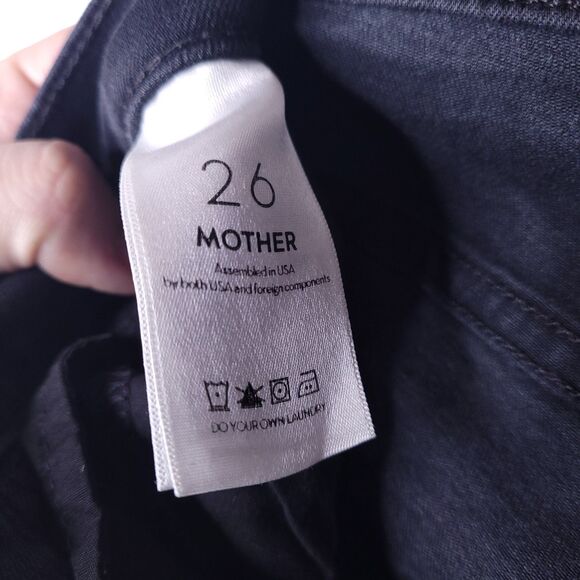 26
MOTHER
Assembled in USA
by both USA and foreign components
DO YOUR OWN LAUNDRY